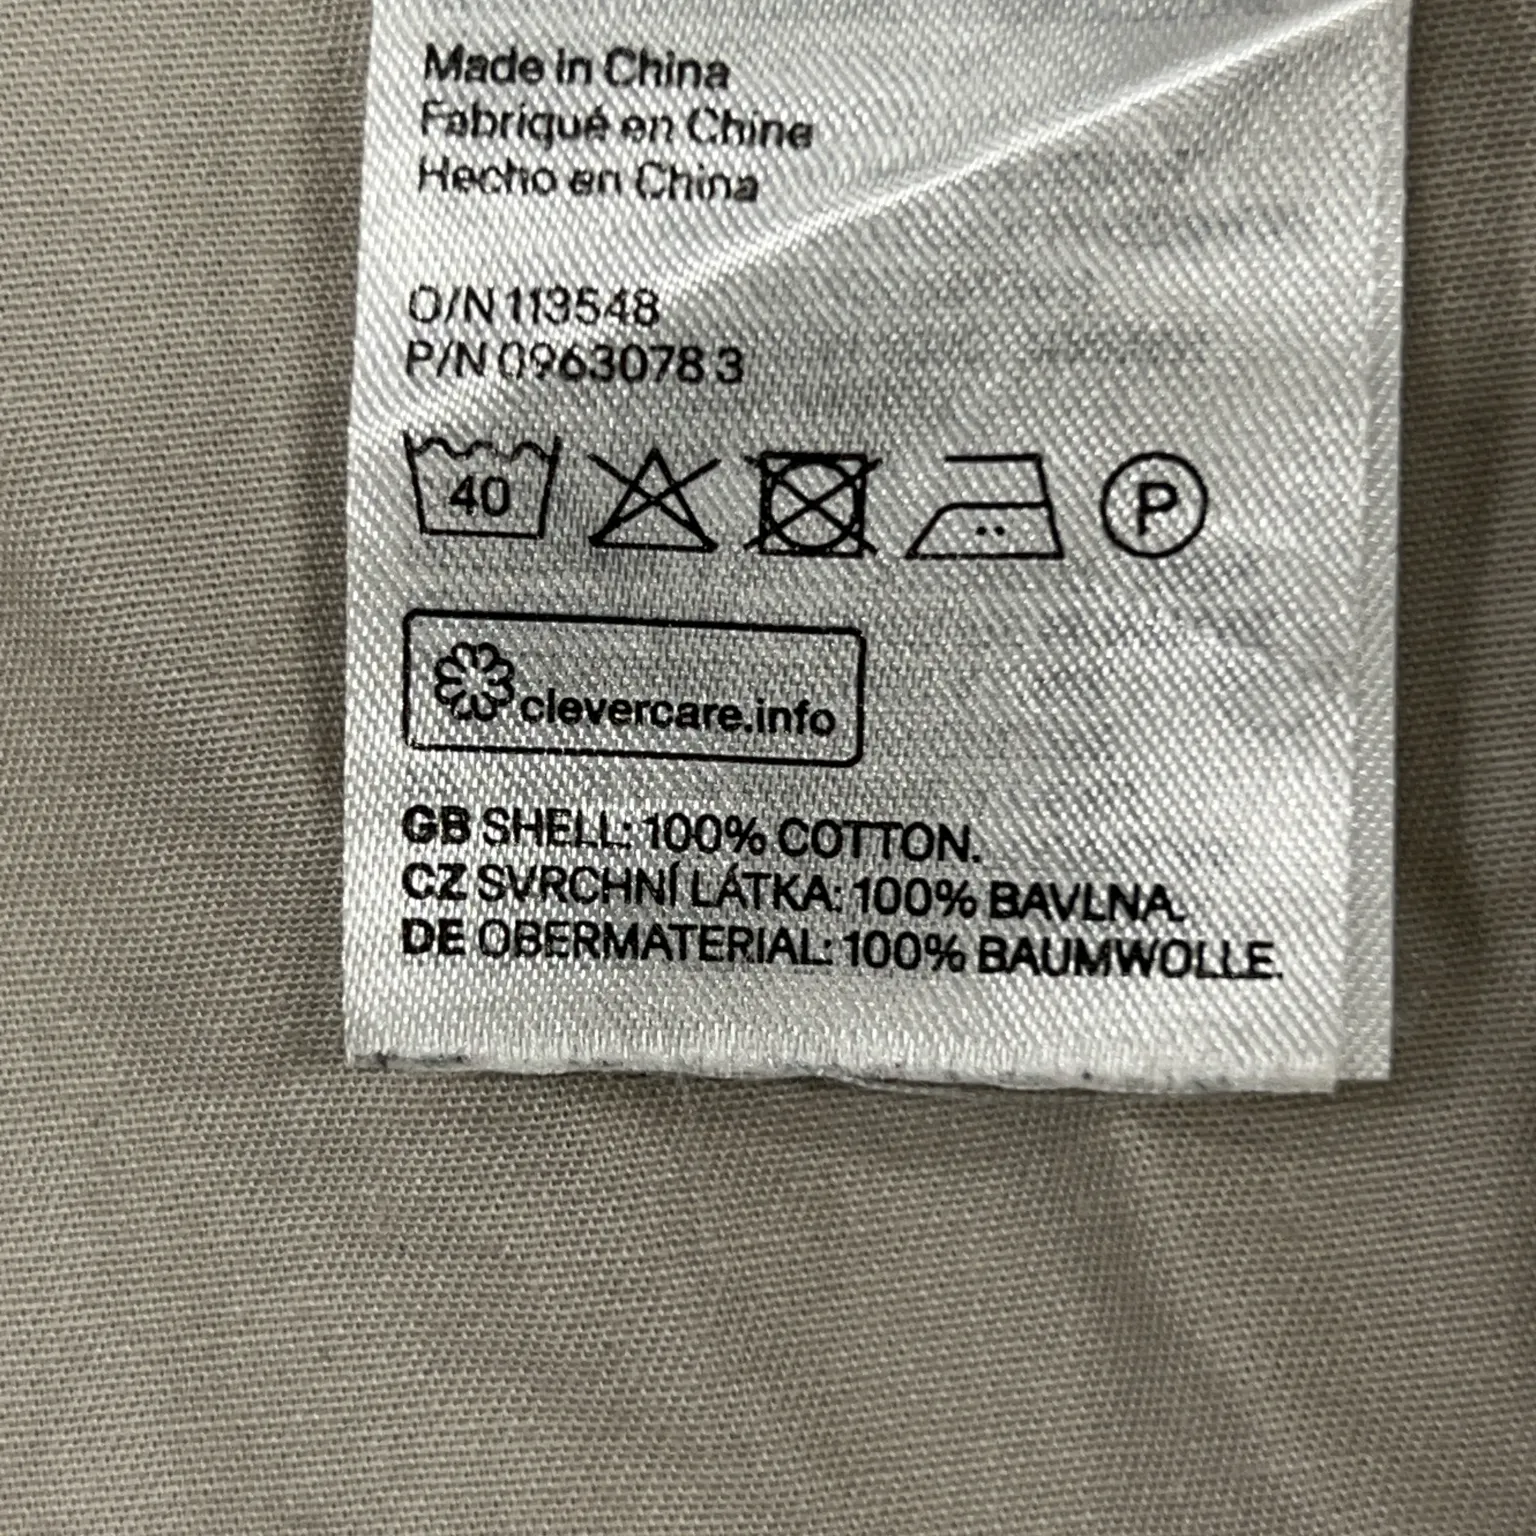 Made in China
Fabriqué en Chine
Hecho en China
O/N 113548
P/N 0963078 3
40 P
clevercare.info
GB SHELL: 100% COTTON.
CZ SVRCHNÍ LÁTKA: 100% BAVLNA.
DE OBERMATERIAL: 100% BAUMWOLLE.